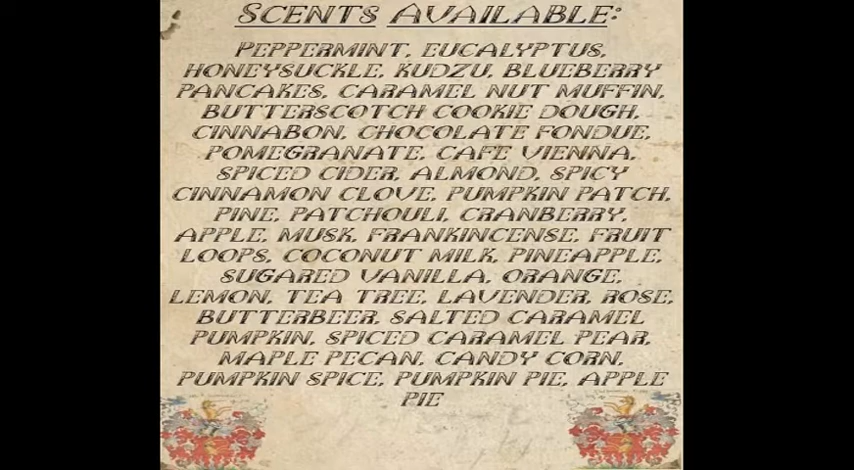 SCENTS AVAILABLE:
PEPPERMINT, EUCALYPTUS,
HONEYSUCKLE, KUDZU, BLUEBERRY
PANCAKES, CARAMEL NUT MUFFIN,
BUTTERSCOTCH COOKIE DOUGH,
CINNABON, CHOCOLATE FONDUE,
POMEGRANATE, CAFE VIENNA,
SPICED CIDER, ALMOND, SPICY
CINNAMON CLOVE, PUMPKIN PATCH,
PINE, PATCHOULI, CRANBERRY,
APPLE, MUSK, FRANKINCENSE, FRUIT
LOOPS, COCONUT MILK, PINEAPPLE,
SUGARED VANILLA, ORANGE,
LEMON, TEA TREE, LAVENDER, ROSE,
BUTTERBEER, SALTED CARAMEL
PUMPKIN, SPICED CARAMEL PEAR,
MAPLE PECAN, CANDY CORN,
PUMPKIN SPICE, PUMPKIN PIE, APPLE
PIE